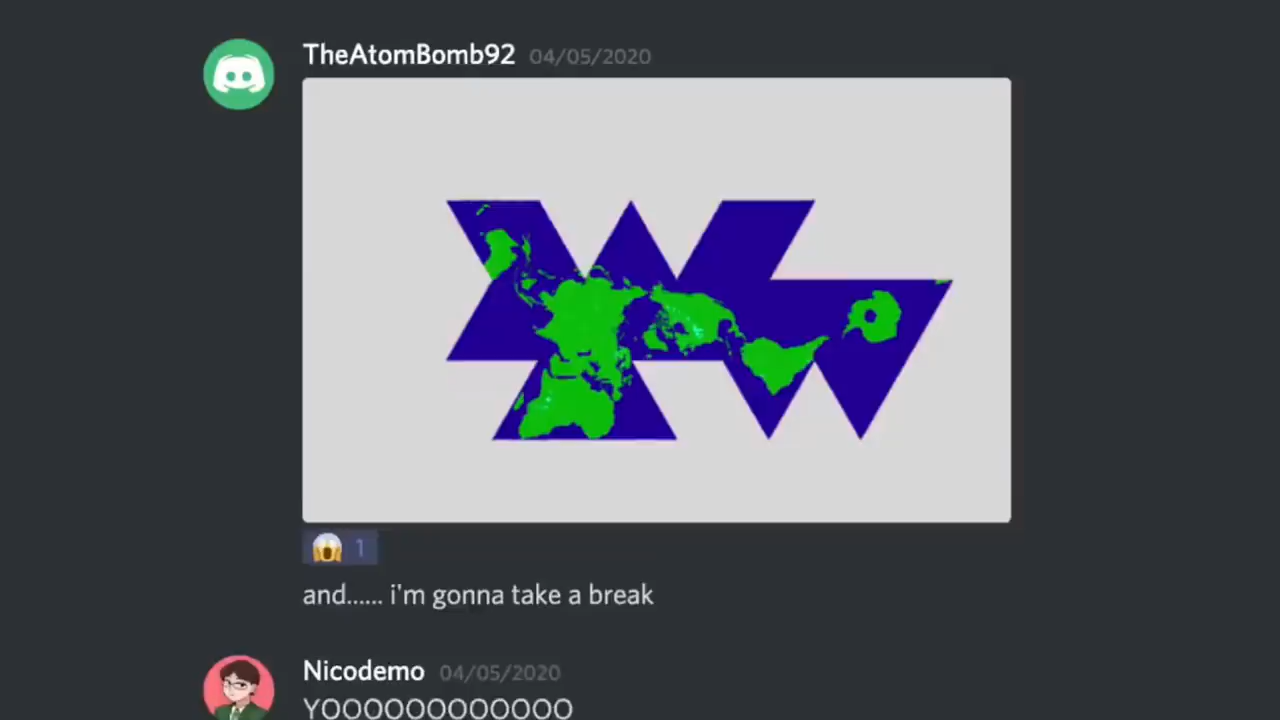 TheAtomBomb92 04/05/2020
1
and...... i'm gonna take a break
Nicodemo 04/05/2020
YOOOOOOOOOOOO